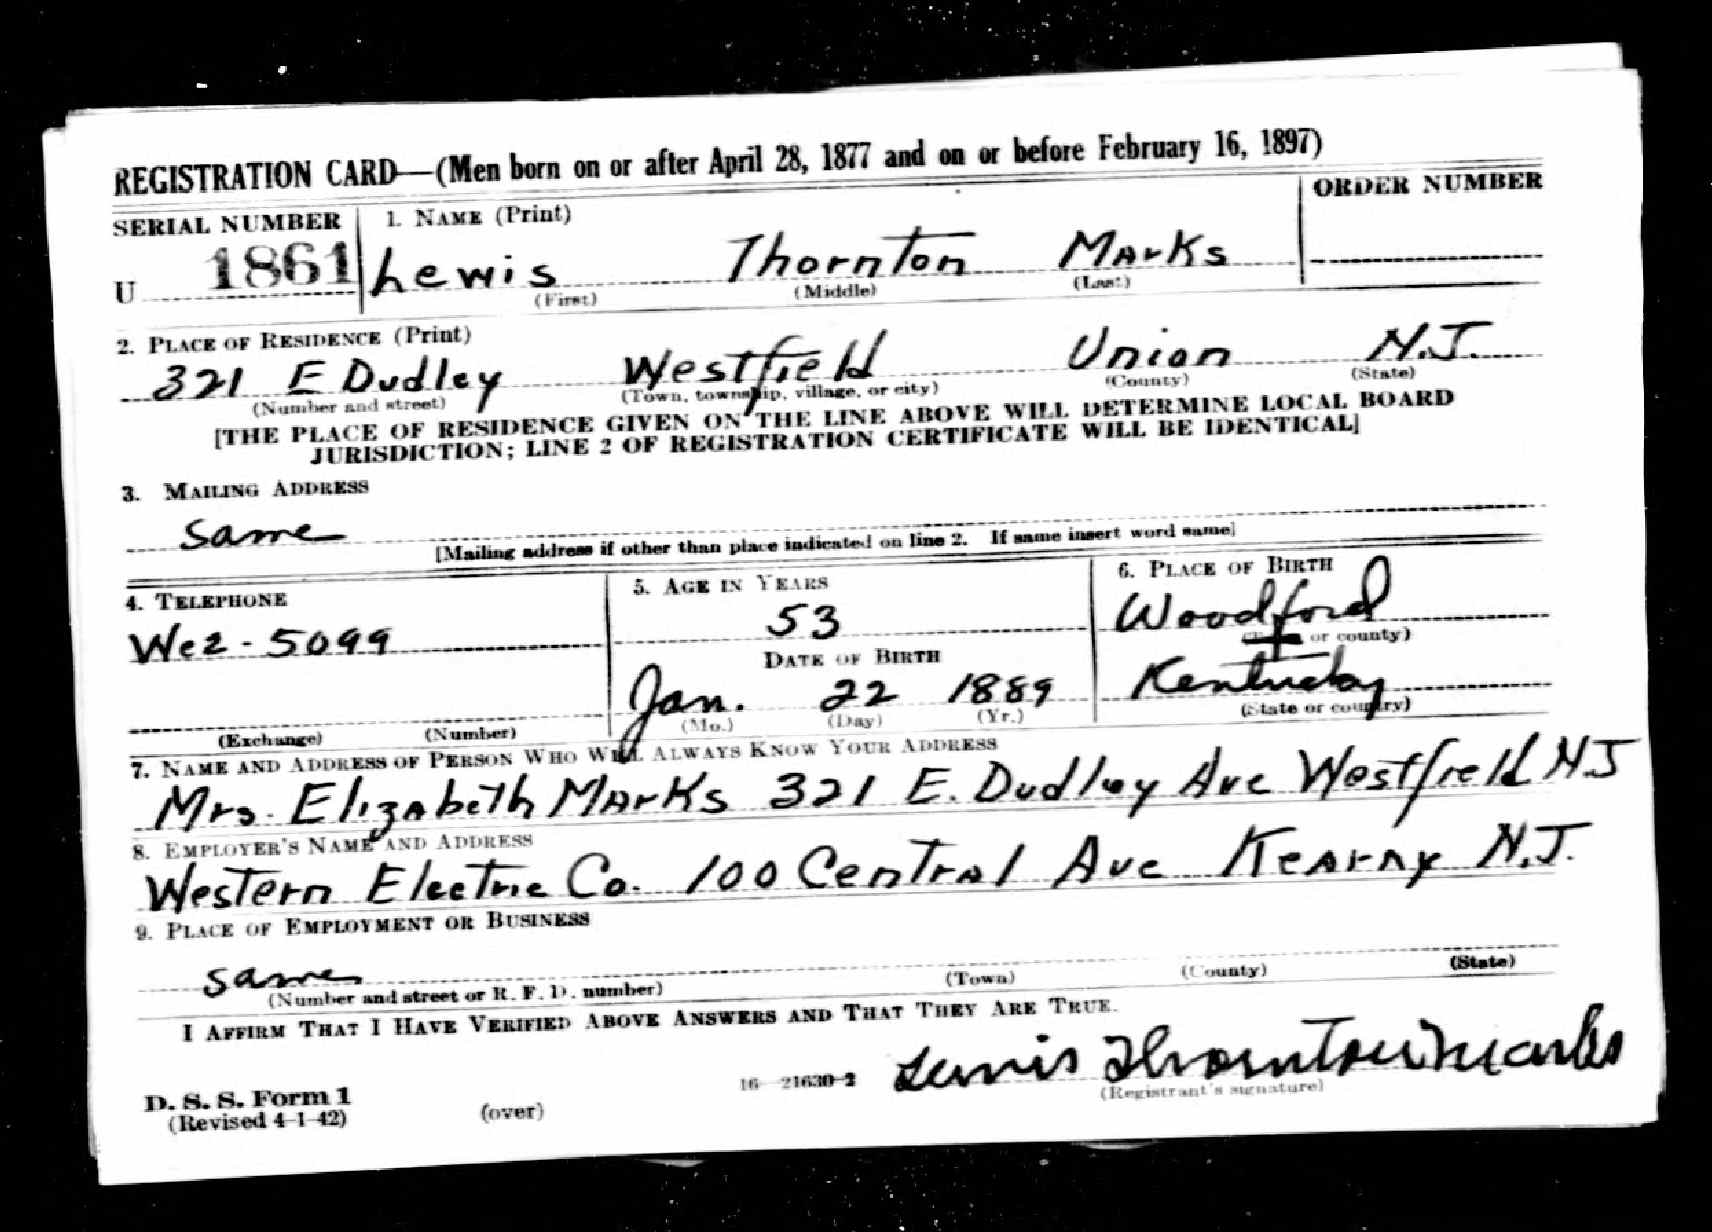 REGISTRATION CARD—(Men born on or after April 28, 1877 and on or before February 16, 1897)
SERIAL NUMBER 1. NAME (Print) ORDER NUMBER
U 1861 Lewis Thornton Marks
(First) (Middle) (Last)
2. PLACE OF RESIDENCE (Print)
321 E Dudley Westfield Union N.J.
(Number and street) (Town, township, village, or city) (County) (State)
[THE PLACE OF RESIDENCE GIVEN ON THE LINE ABOVE WILL DETERMINE LOCAL BOARD
JURISDICTION; LINE 2 OF REGISTRATION CERTIFICATE WILL BE IDENTICAL]
3. MAILING ADDRESS
Same
[Mailing address if other than place indicated on line 2. If same insert word same]
4. TELEPHONE 5. AGE IN YEARS 6. PLACE OF BIRTH
We2-5099 53 Woodford
(Town or county)
DATE OF BIRTH
Jan. 22 1889 Kentucky
(Mo.) (Day) (Yr.) (State or country)
(Exchange) (Number)
7. NAME AND ADDRESS OF PERSON WHO WILL ALWAYS KNOW YOUR ADDRESS
Mrs. Elizabeth Marks 321 E. Dudley Ave Westfield N.J
8. EMPLOYER'S NAME AND ADDRESS
Western Electric Co. 100 Central Ave Kearny N.J.
9. PLACE OF EMPLOYMENT OR BUSINESS
same
(Number and street or R. F. D. number) (Town) (County) (State)
I AFFIRM THAT I HAVE VERIFIED ABOVE ANSWERS AND THAT THEY ARE TRUE.
Lewis Thornton Marks
D. S. S. Form 1 16—21630-2 (Registrant's signature)
(Revised 4-1-42) (over)